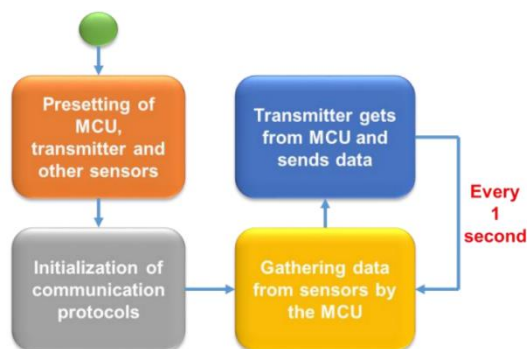 Presetting of
MCU,
transmitter and
other sensors
Initialization of
communication
protocols
Gathering data
from sensors by
the MCU
Transmitter gets
from MCU and
sends data
Every
1
second